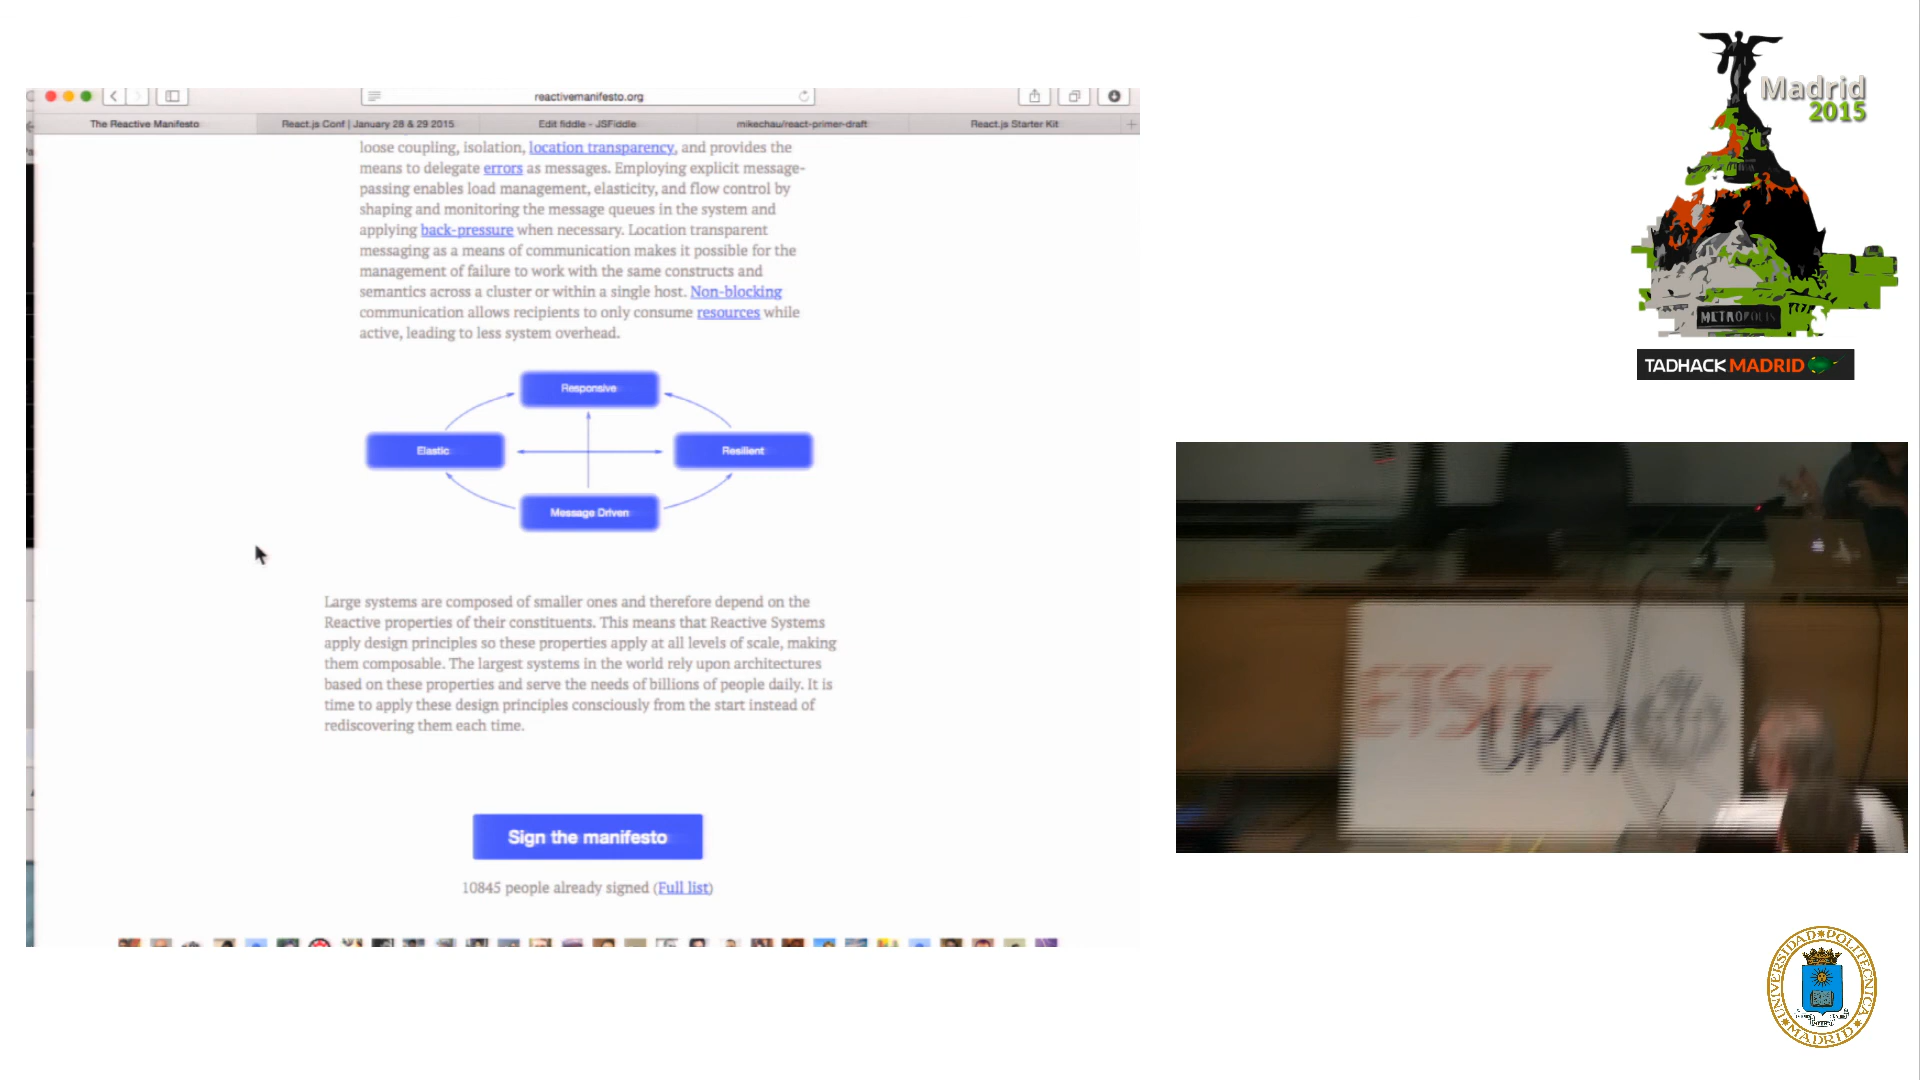 reactivemanifesto.org
The Reactive Manifesto
React.js Conf | January 28 & 29 2015
Edit fiddle - JSFiddle
mikechau/react-primer-draft
React.js Starter Kit
loose coupling, isolation, location transparency, and provides the
means to delegate errors as messages. Employing explicit message-
passing enables load management, elasticity, and flow control by
shaping and monitoring the message queues in the system and
applying back-pressure when necessary. Location transparent
messaging as a means of communication makes it possible for the
management of failure to work with the same constructs and
semantics across a cluster or within a single host. Non-blocking
communication allows recipients to only consume resources while
active, leading to less system overhead.
Responsive
Elastic
Resilient
Message Driven
Large systems are composed of smaller ones and therefore depend on the
Reactive properties of their constituents. This means that Reactive Systems
apply design principles so these properties apply at all levels of scale, making
them composable. The largest systems in the world rely upon architectures
based on these properties and serve the needs of billions of people daily. It is
time to apply these design principles consciously from the start instead of
rediscovering them each time.
Sign the manifesto
10845 people already signed (Full list)
Madrid
2015
METROPOLIS
TADHACK MADRID
ETSIT
UPM
UNIVERSIDAD POLITECNICA
MADRID